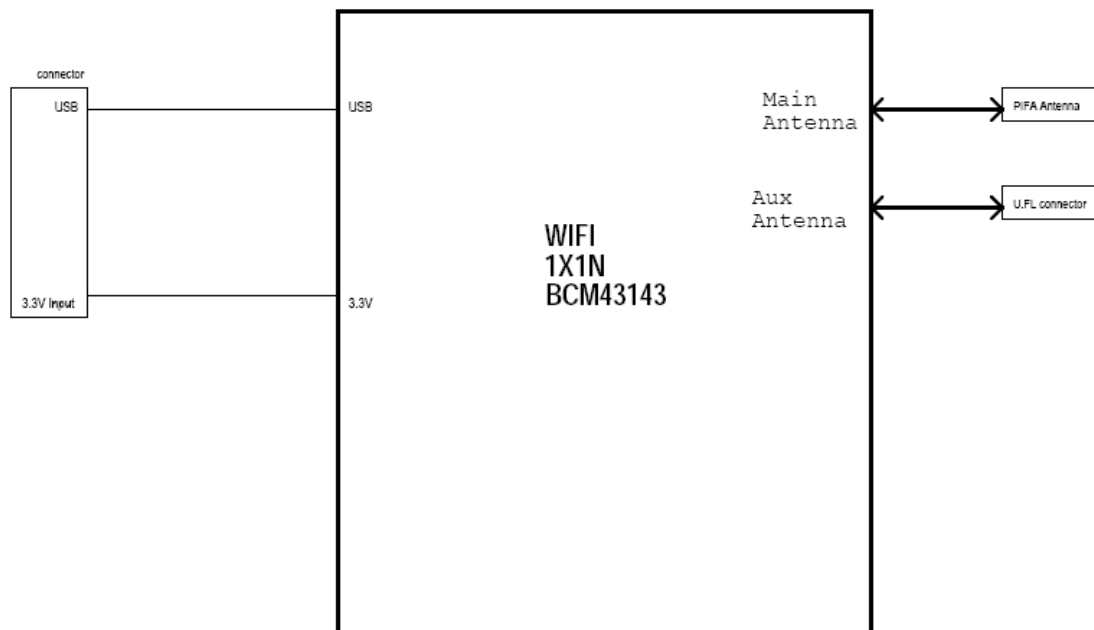 connector
USB
3.3V Input
USB
3.3V
WIFI
1X1N
BCM43143
Main
Antenna
Aux
Antenna
PIFA Antenna
U.FL connector